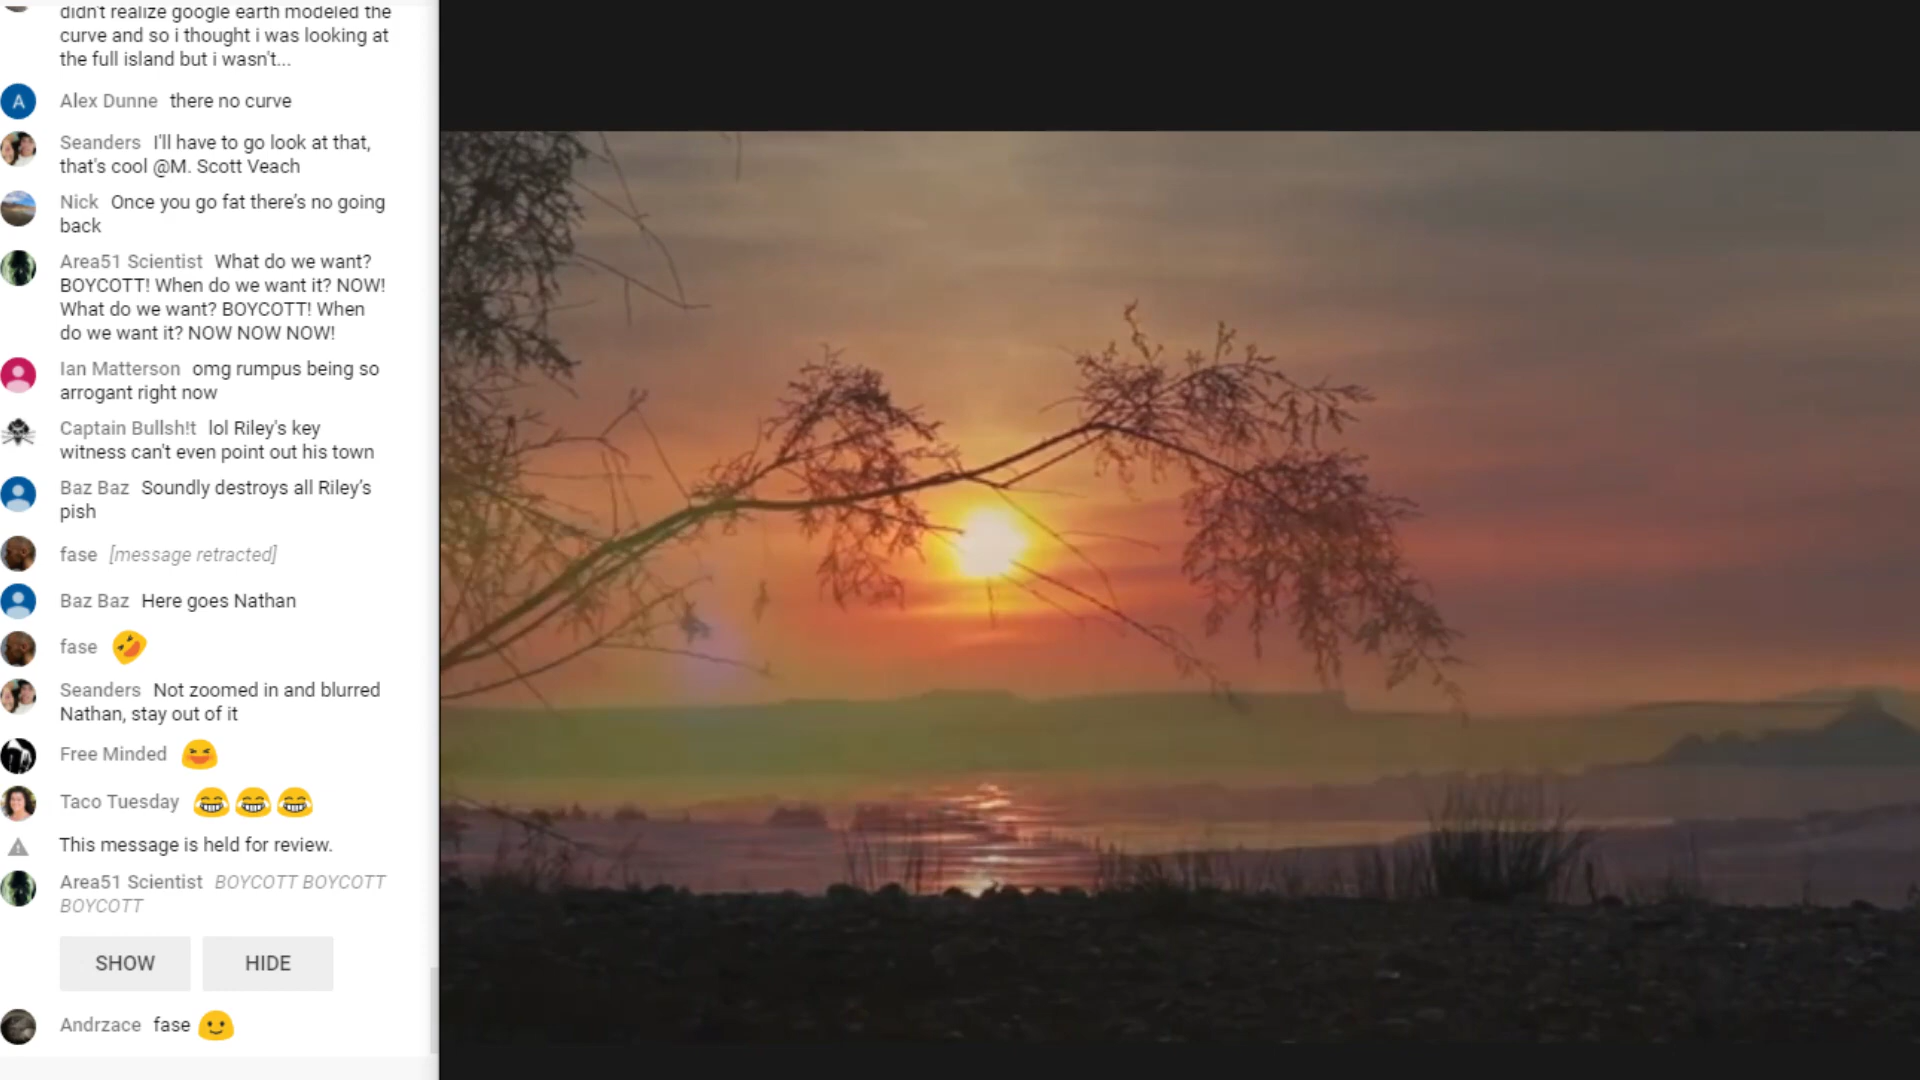 didn't realize google earth modeled the
curve and so i thought i was looking at
the full island but i wasn't...
A
Alex Dunne there no curve
Seanders I'll have to go look at that,
that's cool @M. Scott Veach
Nick Once you go fat there's no going
back
Area51 Scientist What do we want?
BOYCOTT! When do we want it? NOW!
What do we want? BOYCOTT! When
do we want it? NOW NOW NOW!
Ian Matterson omg rumpus being so
arrogant right now
Captain Bullsh!t lol Riley's key
witness can't even point out his town
Baz Baz Soundly destroys all Riley's
pish
fase [message retracted]
Baz Baz Here goes Nathan
fase
Seanders Not zoomed in and blurred
Nathan, stay out of it
Free Minded
Taco Tuesday
This message is held for review.
Area51 Scientist BOYCOTT BOYCOTT
BOYCOTT
SHOW HIDE
Andrzace fase